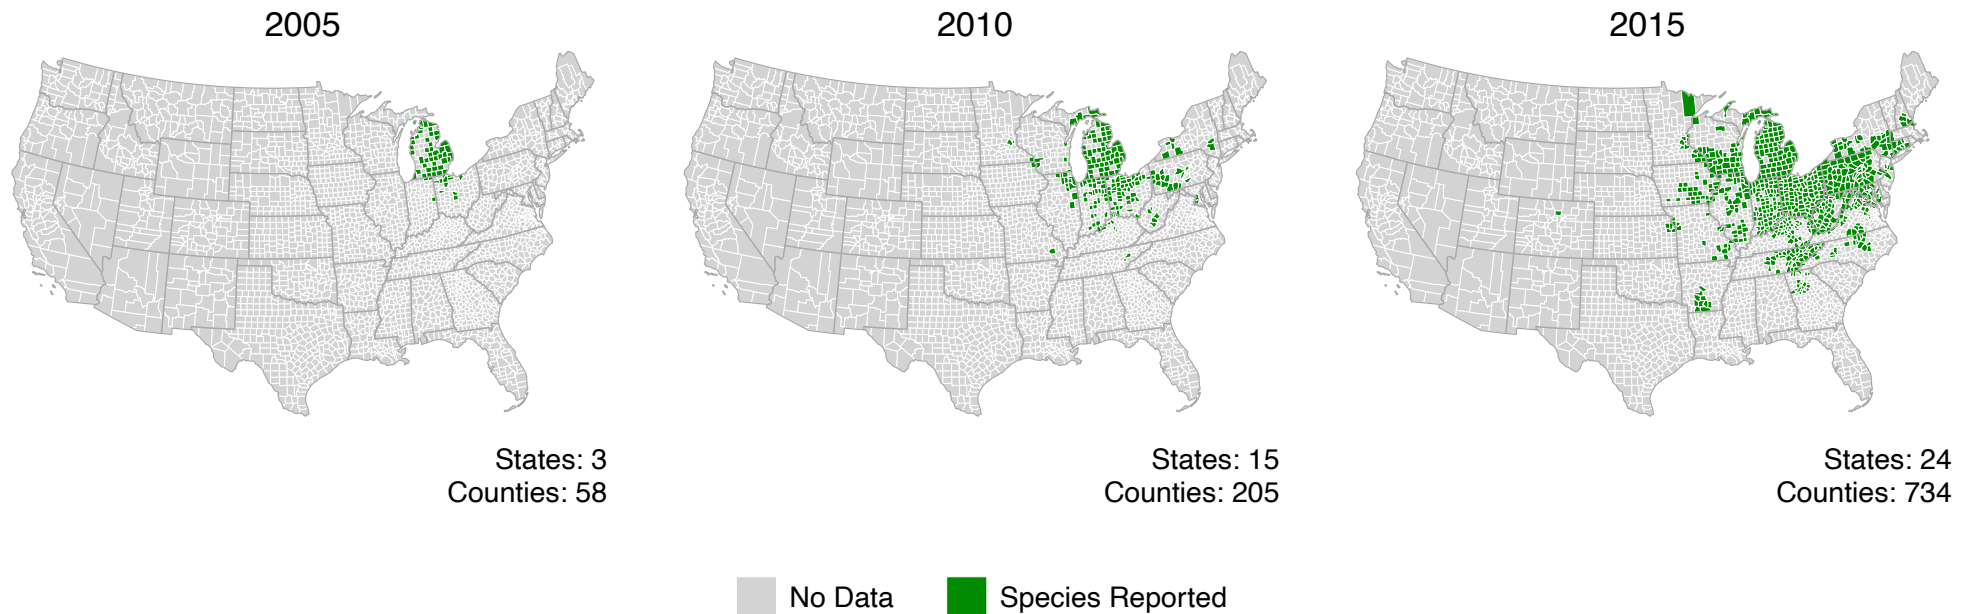 2005
2010
2015
States: 3
Counties: 58
States: 15
Counties: 205
States: 24
Counties: 734
No Data
Species Reported